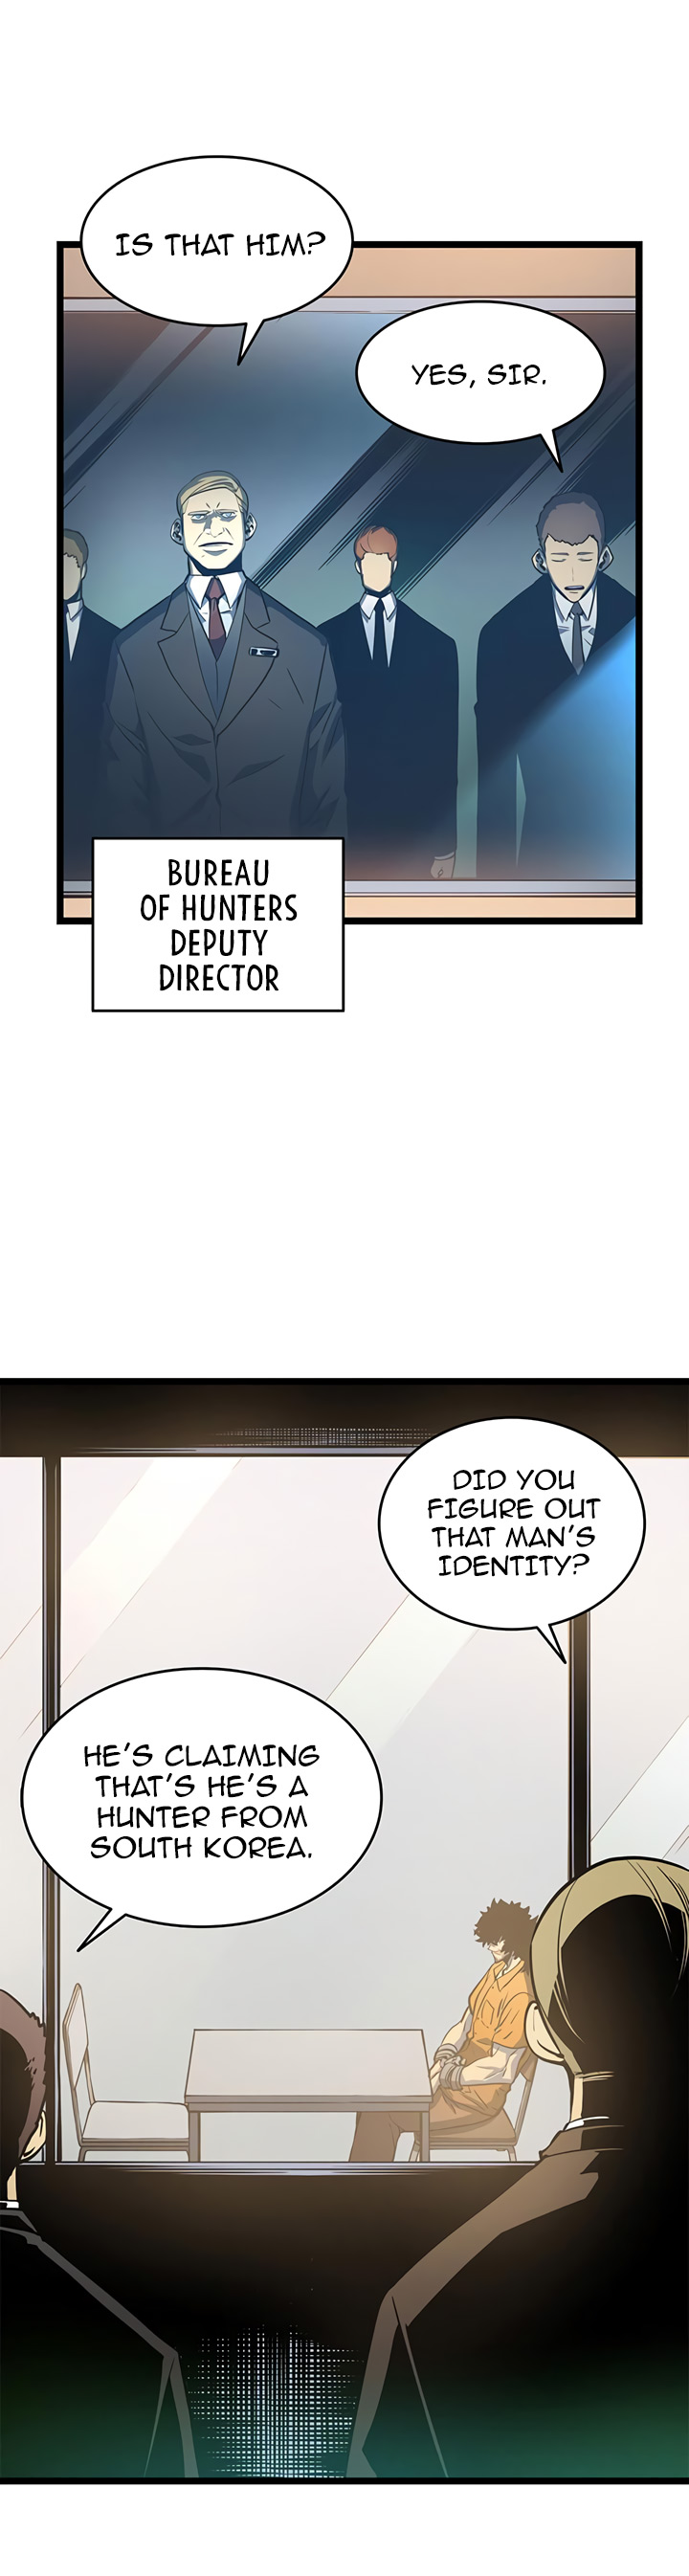 IS THAT HIM?
YES, SIR.
BUREAU
OF HUNTERS
DEPUTY
DIRECTOR
DID YOU
FIGURE OUT
THAT MAN'S
IDENTITY?
HE'S CLAIMING
THAT'S HE'S A
HUNTER FROM
SOUTH KOREA.